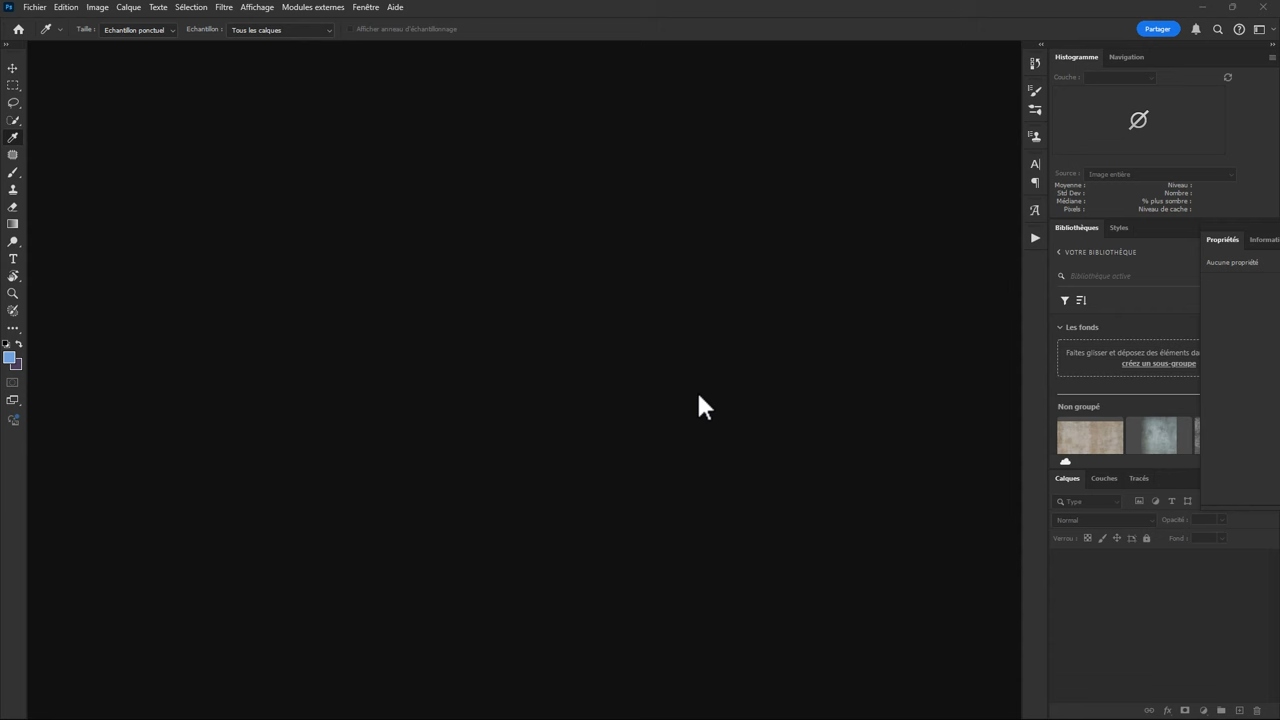 Ps Fichier Edition Image Calque Texte Sélection Filtre Affichage Modules externes Fenêtre Aide
Taille : Echantillon ponctuel Echantillon : Tous les calques Afficher anneau d'échantillonnage Partager
Histogramme Navigation
Couche :
Source : Image entière
Moyenne : Niveau :
Std Dev : Nombre :
Médiane : % plus sombre :
Pixels : Niveau de cache :
Bibliothèques Styles
VOTRE BIBLIOTHÈQUE
Bibliothèque active
Les fonds
Faites glisser et déposez des éléments da
créez un sous-groupe
Non groupé
Propriétés Informati
Aucune propriété
Calques Couches Tracés
Type
Normal Opacité :
Verrou : Fond :